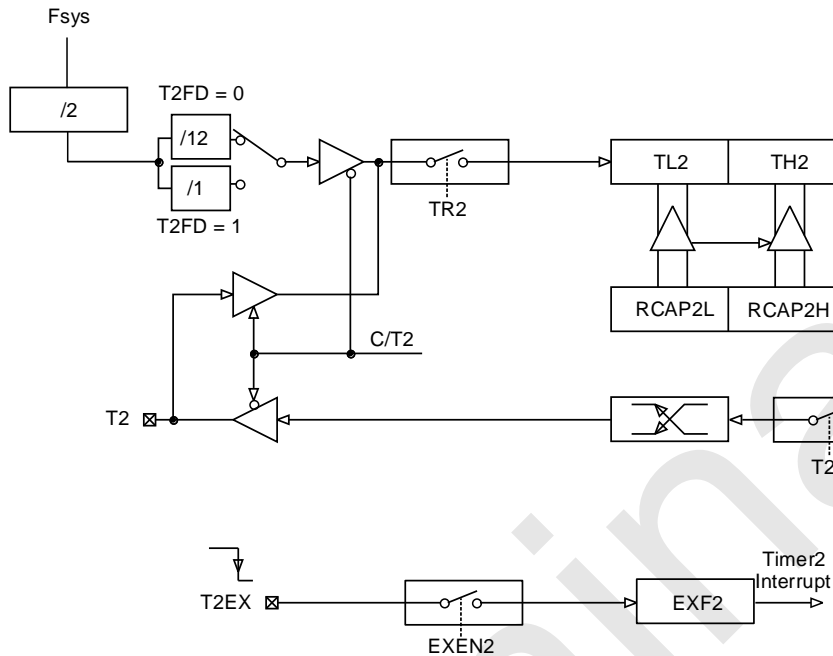 Fsys
/2
T2FD = 0
/12
/1
T2FD = 1
TR2
TL2
TH2
RCAP2L
RCAP2H
C/T2
T2
T2
T2EX
EXEN2
EXF2
Timer2
Interrupt